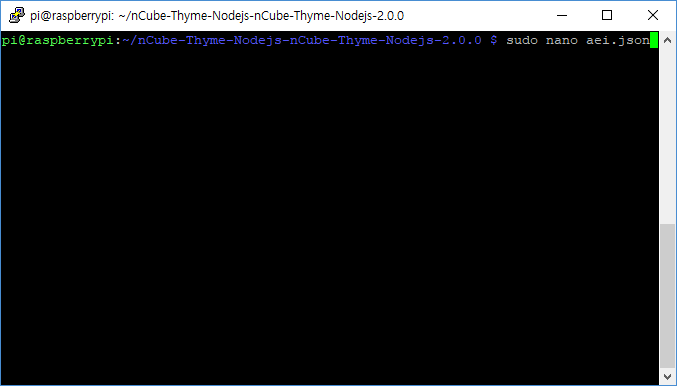 pi@raspberrypi: ~/nCube-Thyme-Nodejs-nCube-Thyme-Nodejs-2.0.0
pi@raspberrypi:~/nCube-Thyme-Nodejs-nCube-Thyme-Nodejs-2.0.0 $ sudo nano aei.json